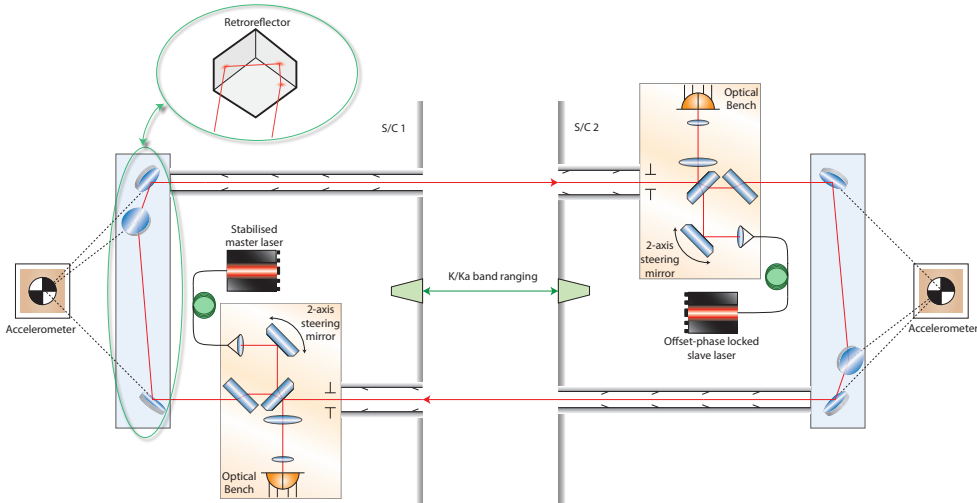 Retroreflector
S/C 1
S/C 2
Optical
Bench
Stabilised
master laser
2-axis
steering
mirror
K/Ka band ranging
Accelerometer
2-axis
steering
mirror
Offset-phase locked
slave laser
Accelerometer
Optical
Bench